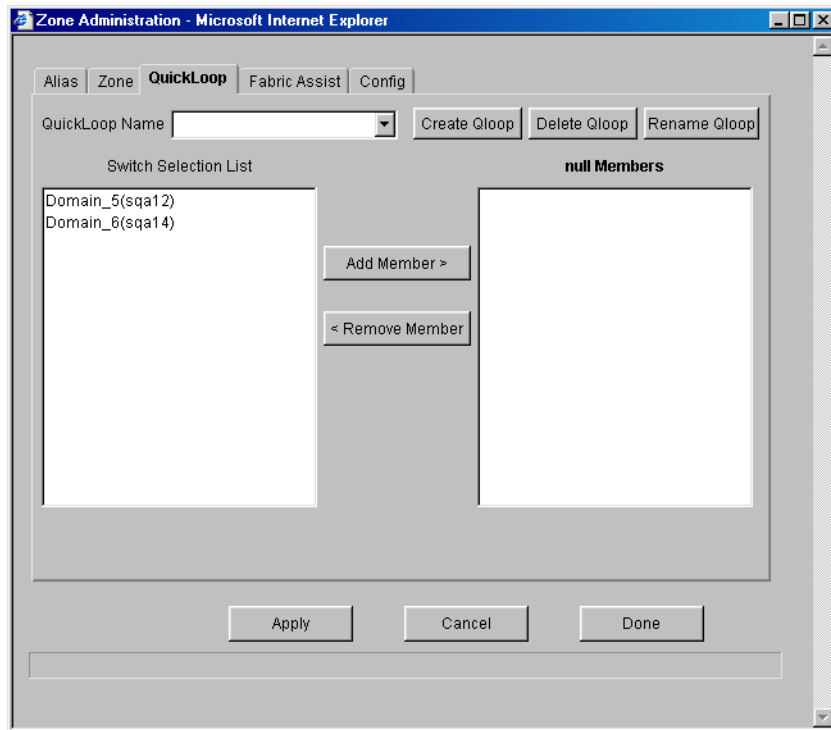 Zone Administration - Microsoft Internet Explorer
Alias Zone QuickLoop Fabric Assist Config
QuickLoop Name Create Qloop Delete Qloop Rename Qloop
Switch Selection List null Members
Domain_5(sqa12)
Domain_6(sqa14)
Add Member >
< Remove Member
Apply Cancel Done